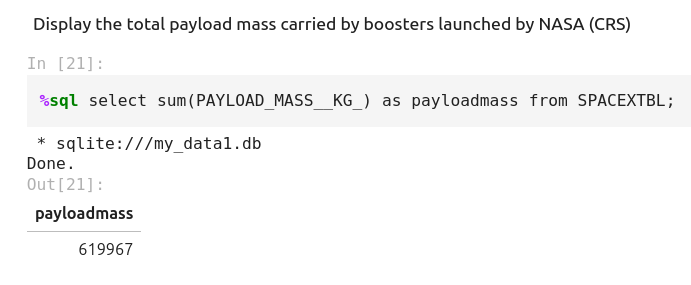 Display the total payload mass carried by boosters launched by NASA (CRS)
In [21]:
%sql select sum(PAYLOAD_MASS__KG_) as payloadmass from SPACEXTBL;
* sqlite:///my_data1.db
Done.
Out[21]:
payloadmass
619967